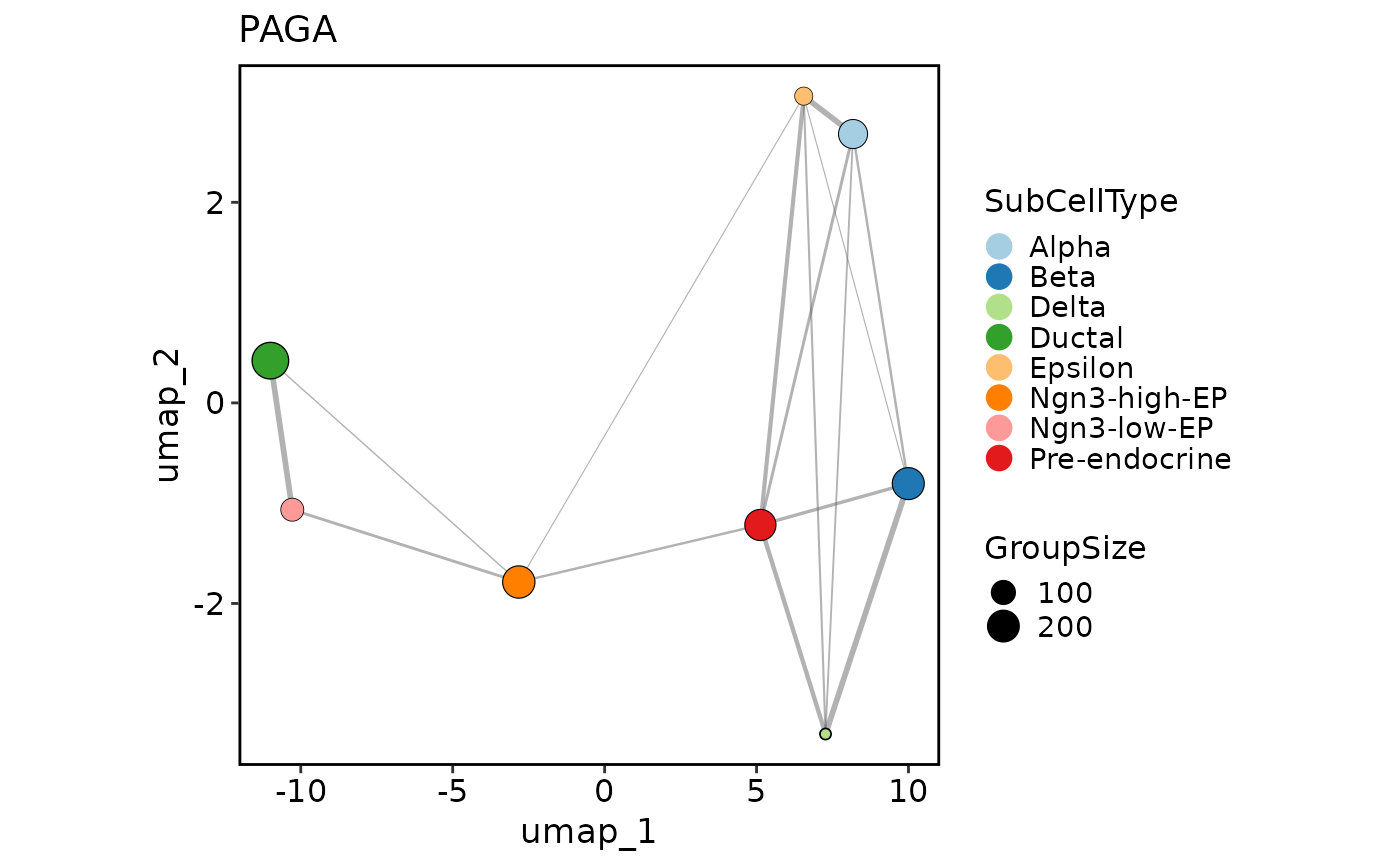 PAGA
umap_2
2
0
-2
-10
-5
0
5
10
umap_1
SubCellType
Alpha
Beta
Delta
Ductal
Epsilon
Ngn3-high-EP
Ngn3-low-EP
Pre-endocrine
GroupSize
100
200